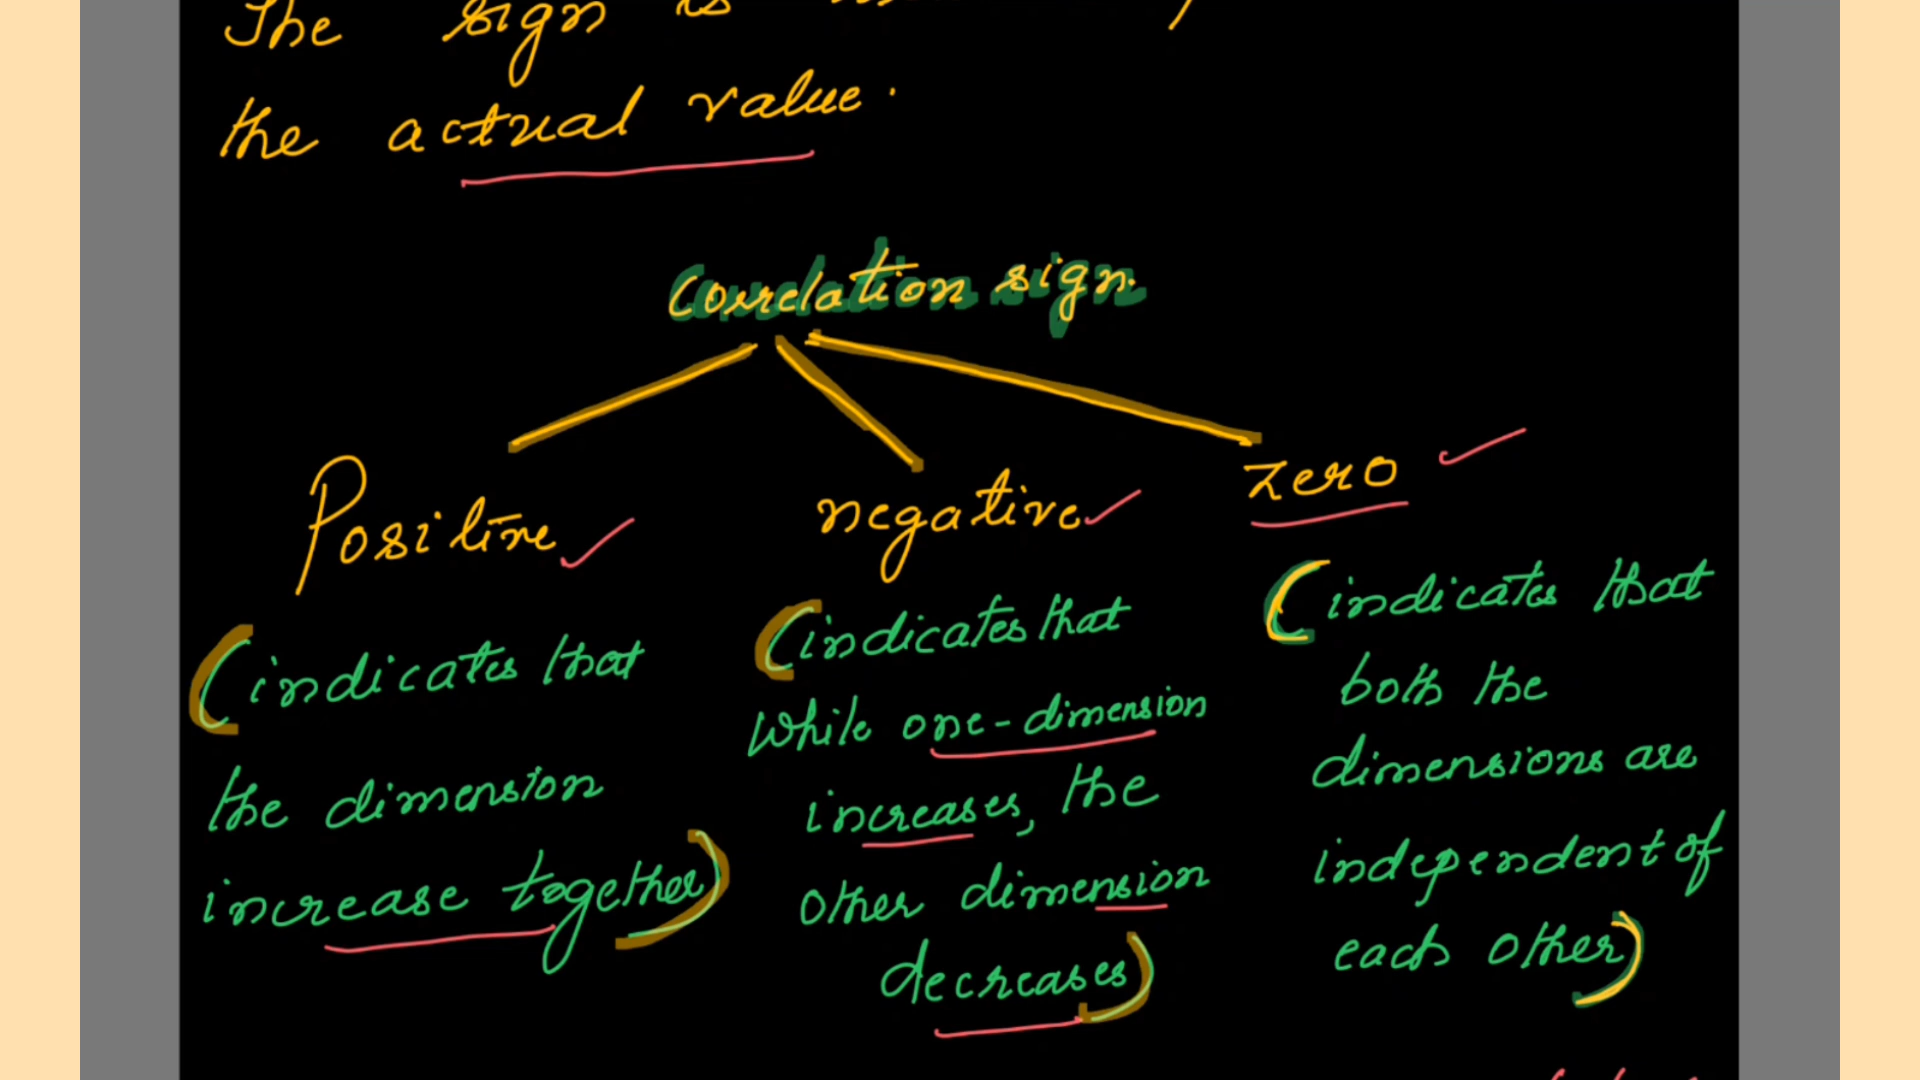 The sign is
the actual value.
Correlation sign.
Positive
negative
zero
(indicates that
the dimension
increase together)
(indicates that
While one-dimension
increases, the
other dimension
decreases)
(indicates that
both the
dimensions are
independent of
each other)